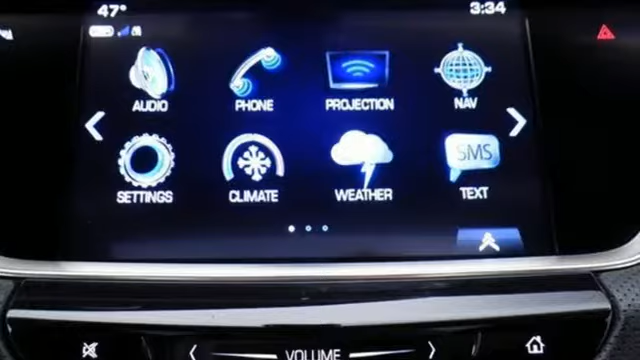 47° 3:34
AUDIO PHONE PROJECTION NAV
SMS
SETTINGS CLIMATE WEATHER TEXT
VOLUME